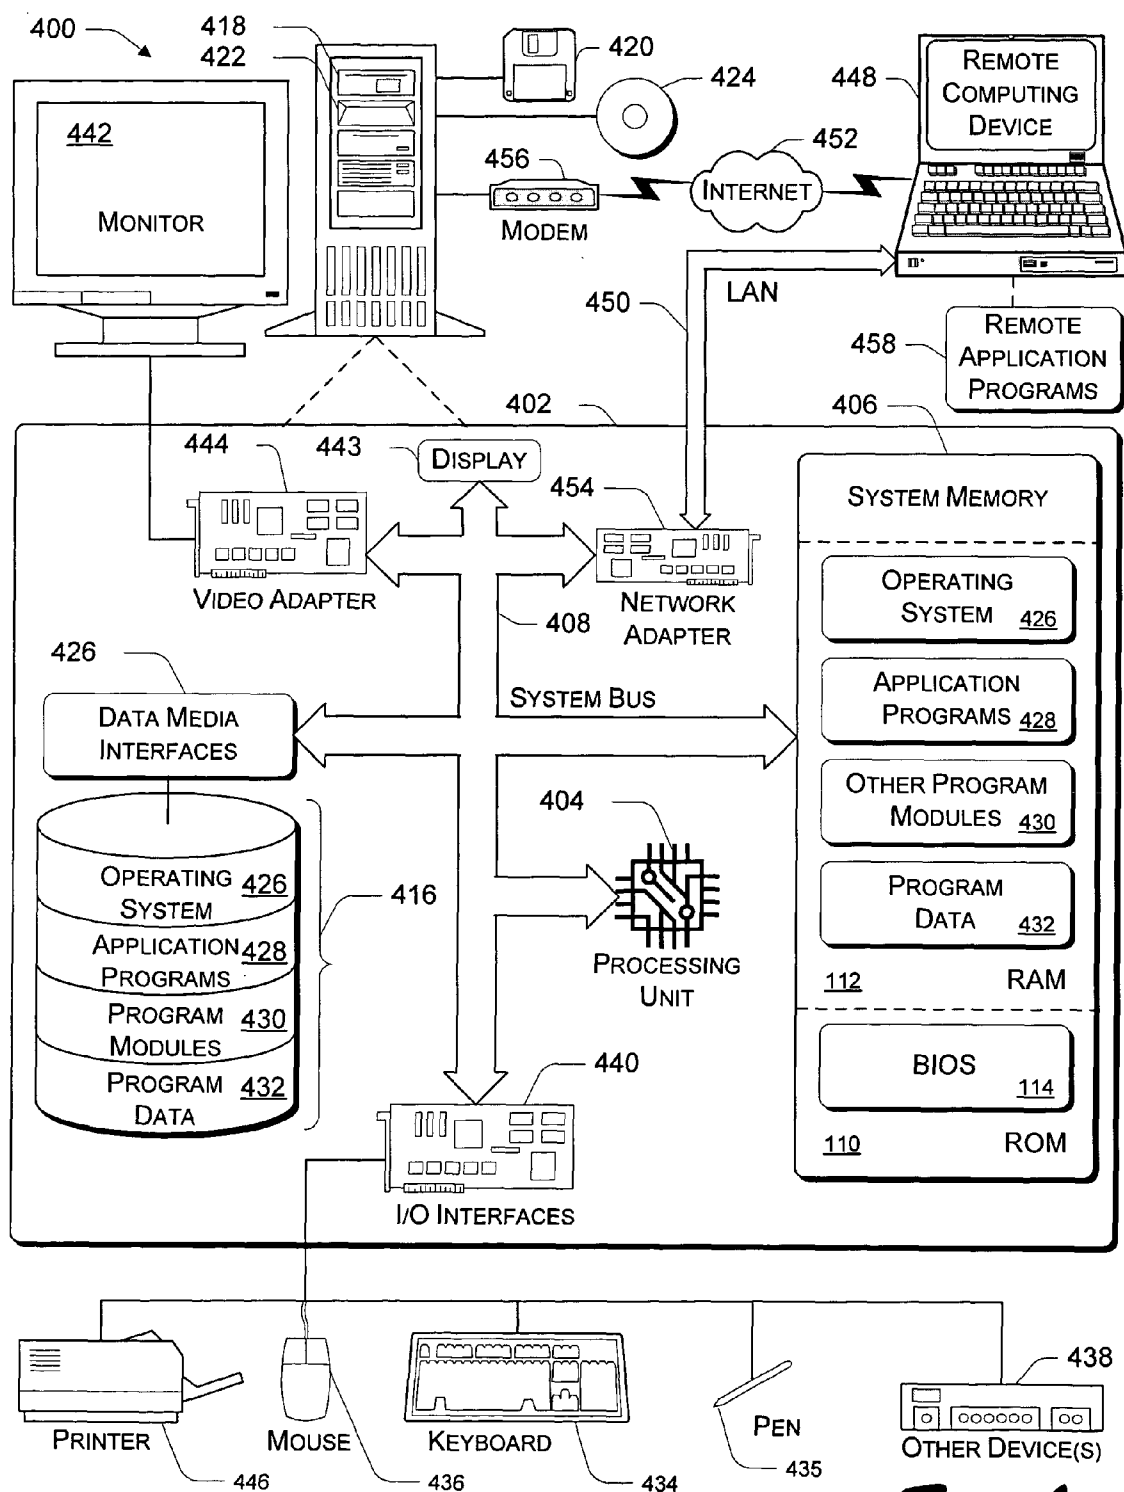 400
418
422
420
424
448
REMOTE
COMPUTING
DEVICE
442
MONITOR
456
MODEM
452
INTERNET
450
LAN
458
REMOTE
APPLICATION
PROGRAMS
402
406
444
443
DISPLAY
454
SYSTEM MEMORY
VIDEO ADAPTER
NETWORK
ADAPTER
408
OPERATING
SYSTEM 426
426
DATA MEDIA
INTERFACES
SYSTEM BUS
APPLICATION
PROGRAMS 428
OTHER PROGRAM
MODULES 430
404
PROCESSING
UNIT
PROGRAM
DATA 432
112 RAM
OPERATING 426
SYSTEM
416
APPLICATION 428
PROGRAMS
PROGRAM 430
MODULES
PROGRAM 432
DATA
BIOS 114
110 ROM
440
I/O INTERFACES
PRINTER
446
MOUSE
436
KEYBOARD
434
PEN
435
438
OTHER DEVICE(S)